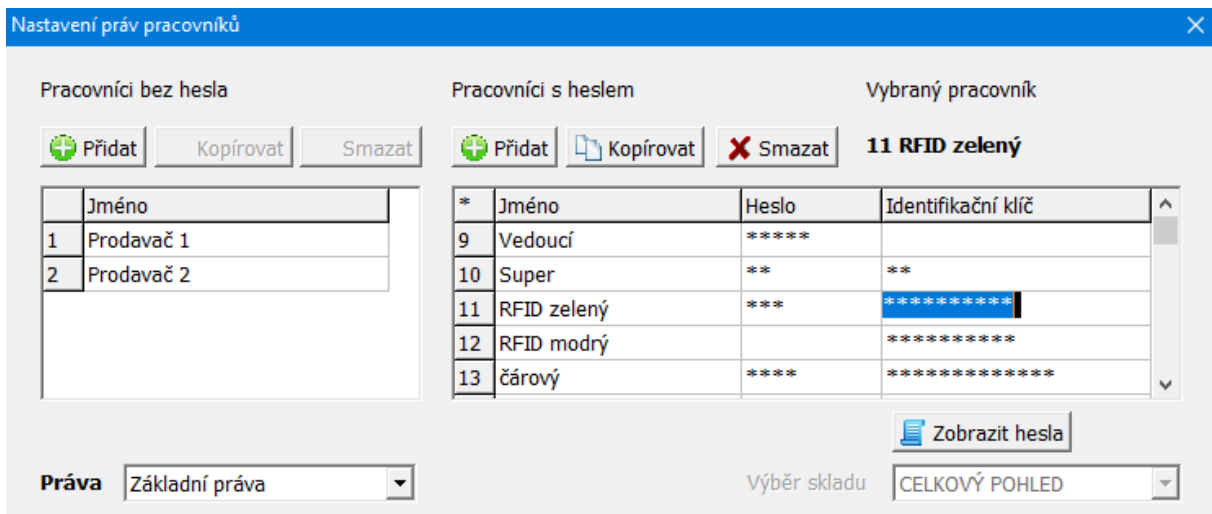 Nastavení práv pracovníků
Pracovníci bez hesla
Pracovníci s heslem
Vybraný pracovník
Přidat Kopírovat Smazat
Přidat Kopírovat Smazat
11 RFID zelený
Jméno
1 Prodavač 1
2 Prodavač 2
* Jméno Heslo Identifikační klíč
9 Vedoucí *****
10 Super ** **
11 RFID zelený *** **********
12 RFID modrý **********
13 čárový **** *************
Zobrazit hesla
Práva Základní práva
Výběr skladu CELKOVÝ POHLED